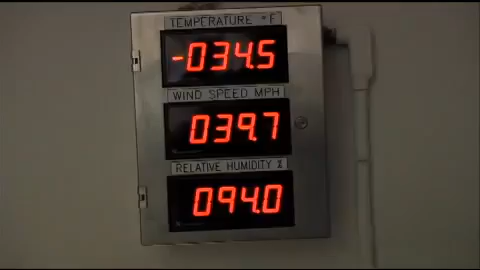 TEMPERATURE °F
-034.5
WIND SPEED MPH
039.7
RELATIVE HUMIDITY %
094.0